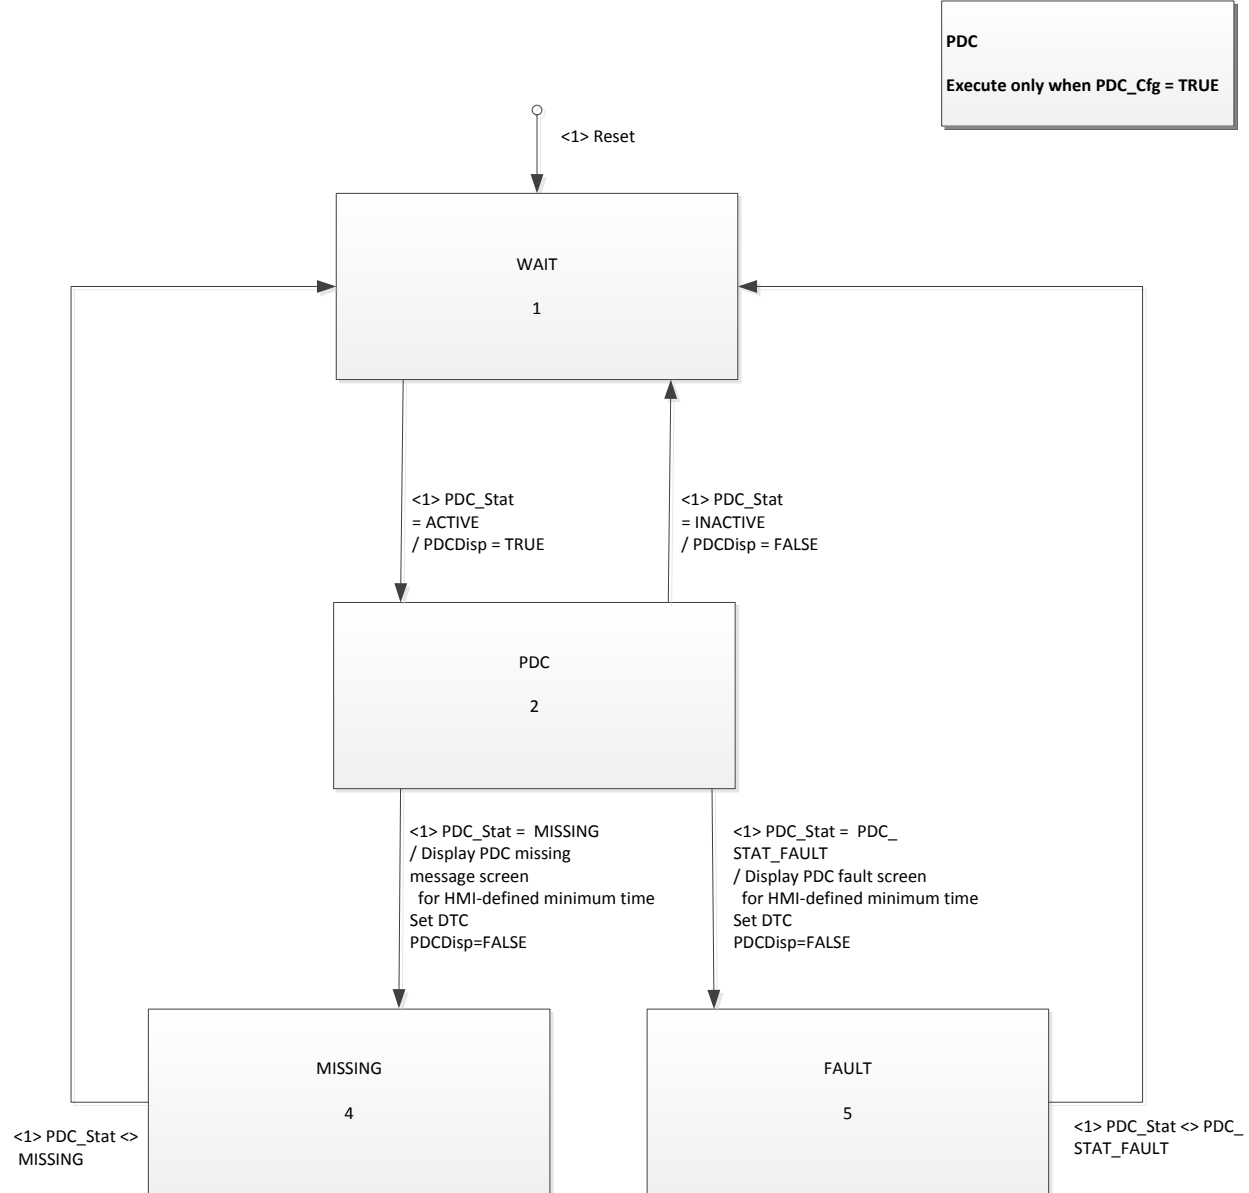 PDC
Execute only when PDC_Cfg = TRUE
<1> Reset
WAIT
1
<1> PDC_Stat
= ACTIVE
/ PDCDisp = TRUE
<1> PDC_Stat
= INACTIVE
/ PDCDisp = FALSE
PDC
2
<1> PDC_Stat =  MISSING
/ Display PDC missing
message screen
for HMI-defined minimum time
Set DTC
PDCDisp=FALSE
<1> PDC_Stat =  PDC_
STAT_FAULT
/ Display PDC fault screen
for HMI-defined minimum time
Set DTC
PDCDisp=FALSE
MISSING
4
FAULT
5
<1> PDC_Stat <>
MISSING
<1> PDC_Stat <> PDC_
STAT_FAULT